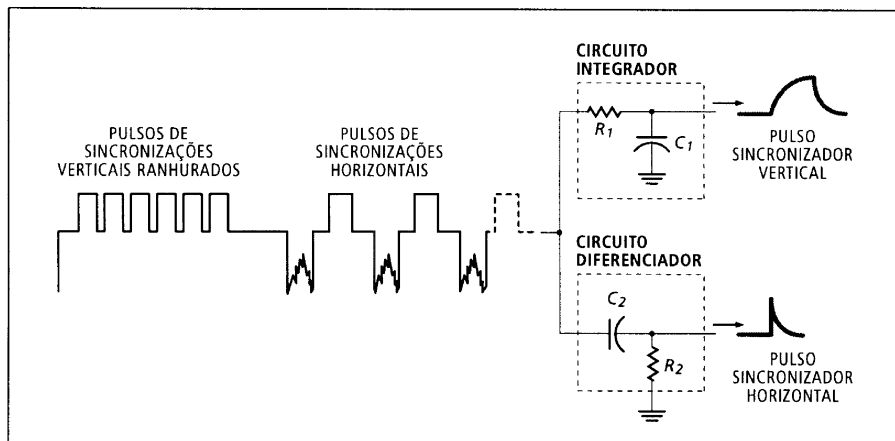 PULSOS DE
SINCRONIZAÇÕES
VERTICAIS RANHURADOS
PULSOS DE
SINCRONIZAÇÕES
HORIZONTAIS
CIRCUITO
INTEGRADOR
R1
C1
PULSO
SINCRONIZADOR
VERTICAL
CIRCUITO
DIFERENCIADOR
C2
R2
PULSO
SINCRONIZADOR
HORIZONTAL